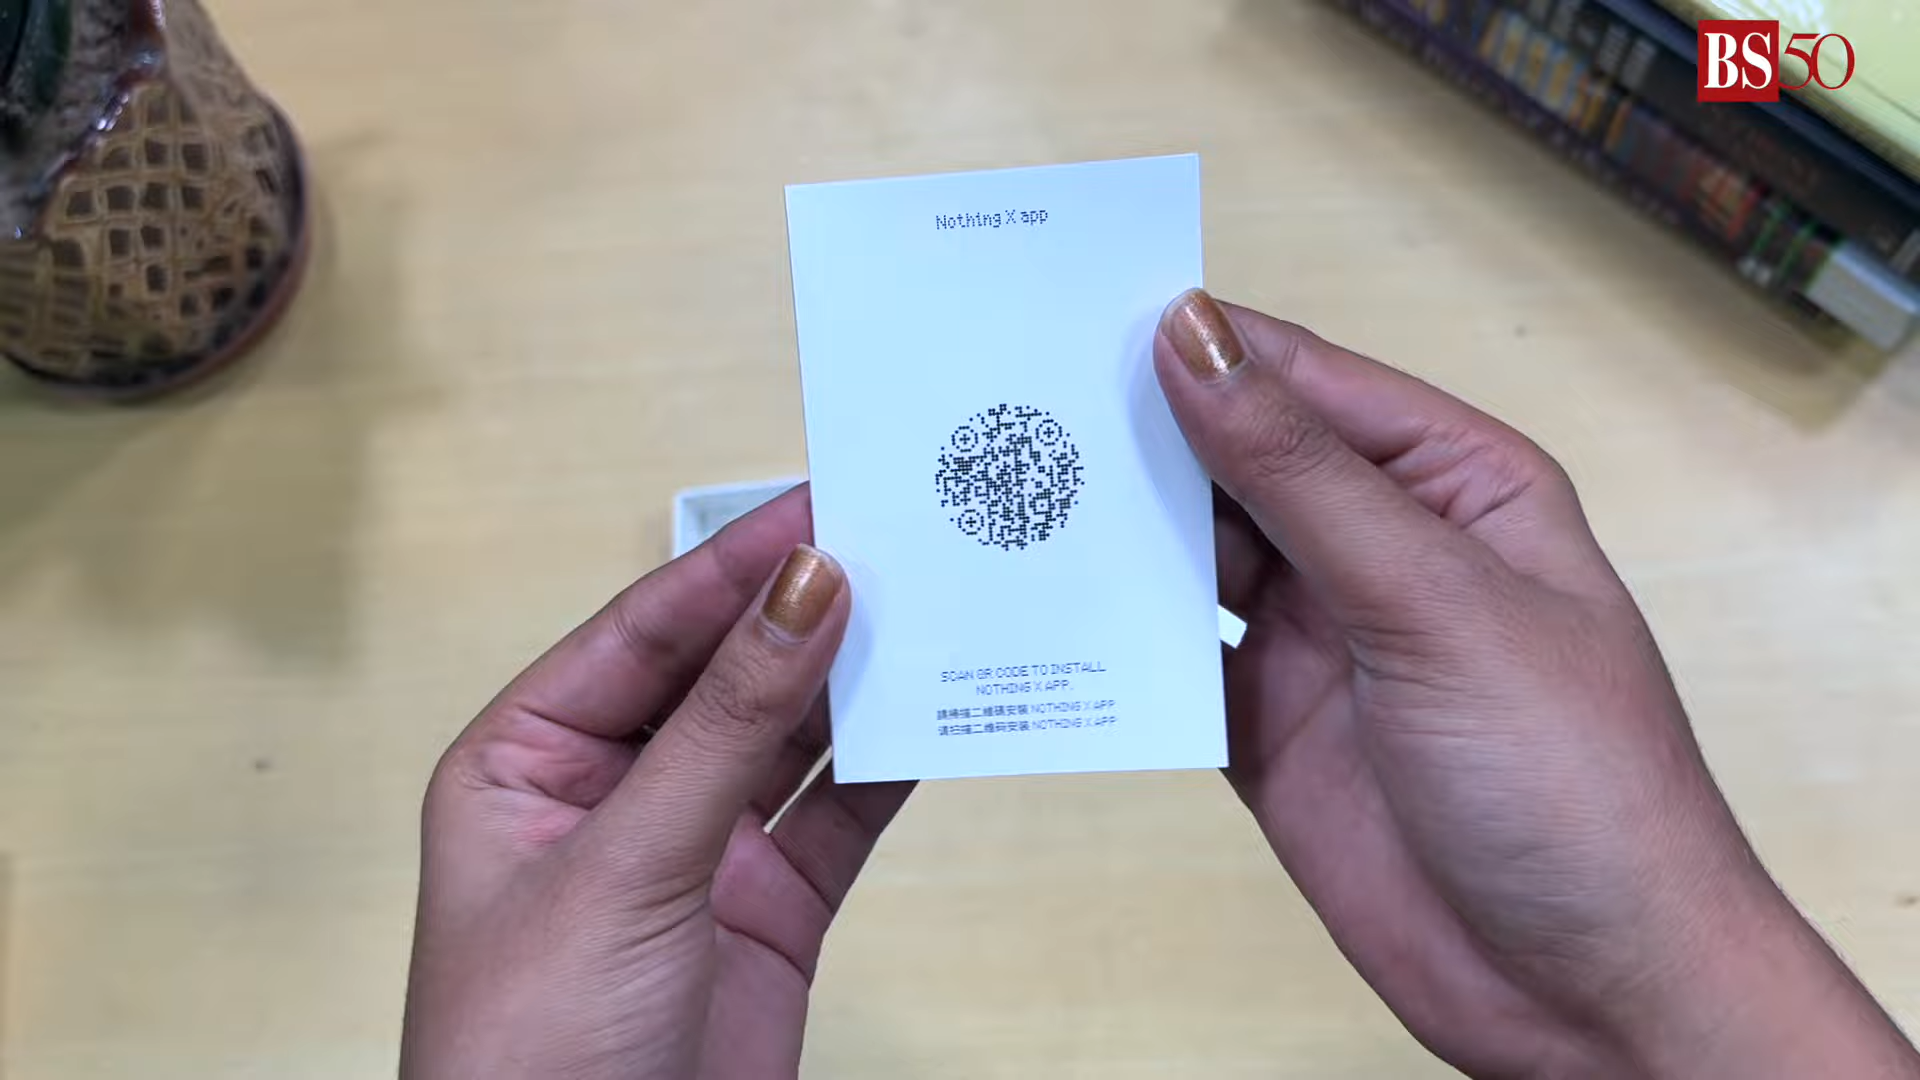 BS50
Nothing X app
SCAN QR CODE TO INSTALL
NOTHING X APP.
請掃描二維碼安裝 NOTHING X APP
请扫描二维码安装 NOTHING X APP